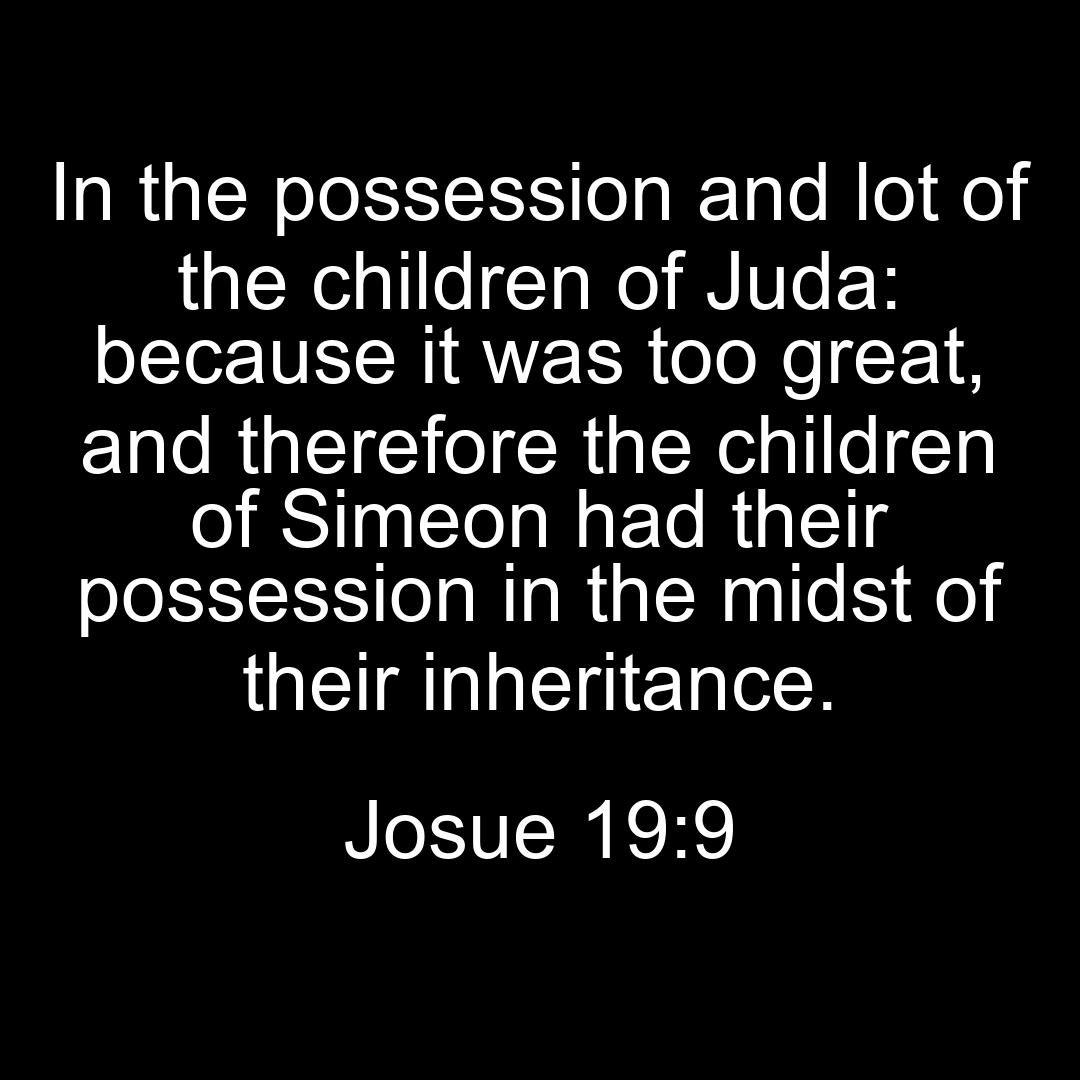 In the possession and lot of
the children of Juda:
because it was too great,
and therefore the children
of Simeon had their
possession in the midst of
their inheritance.
Josue 19:9